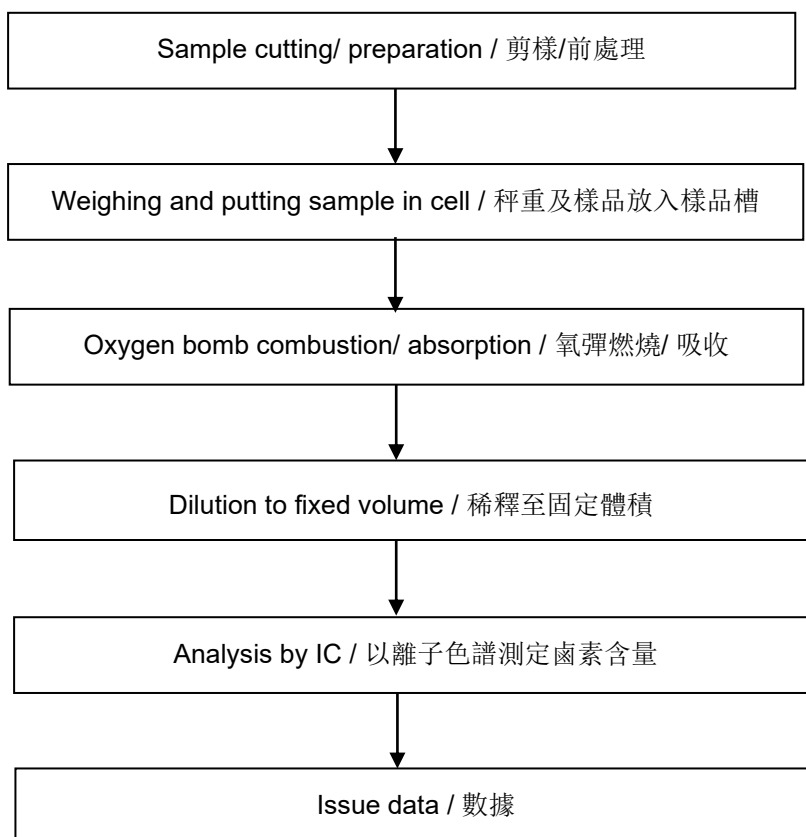 Sample cutting/ preparation / 剪樣/前處理
Weighing and putting sample in cell / 秤重及樣品放入樣品槽
Oxygen bomb combustion/ absorption / 氧彈燃燒/ 吸收
Dilution to fixed volume / 稀釋至固定體積
Analysis by IC / 以離子色譜測定鹵素含量
Issue data / 數據